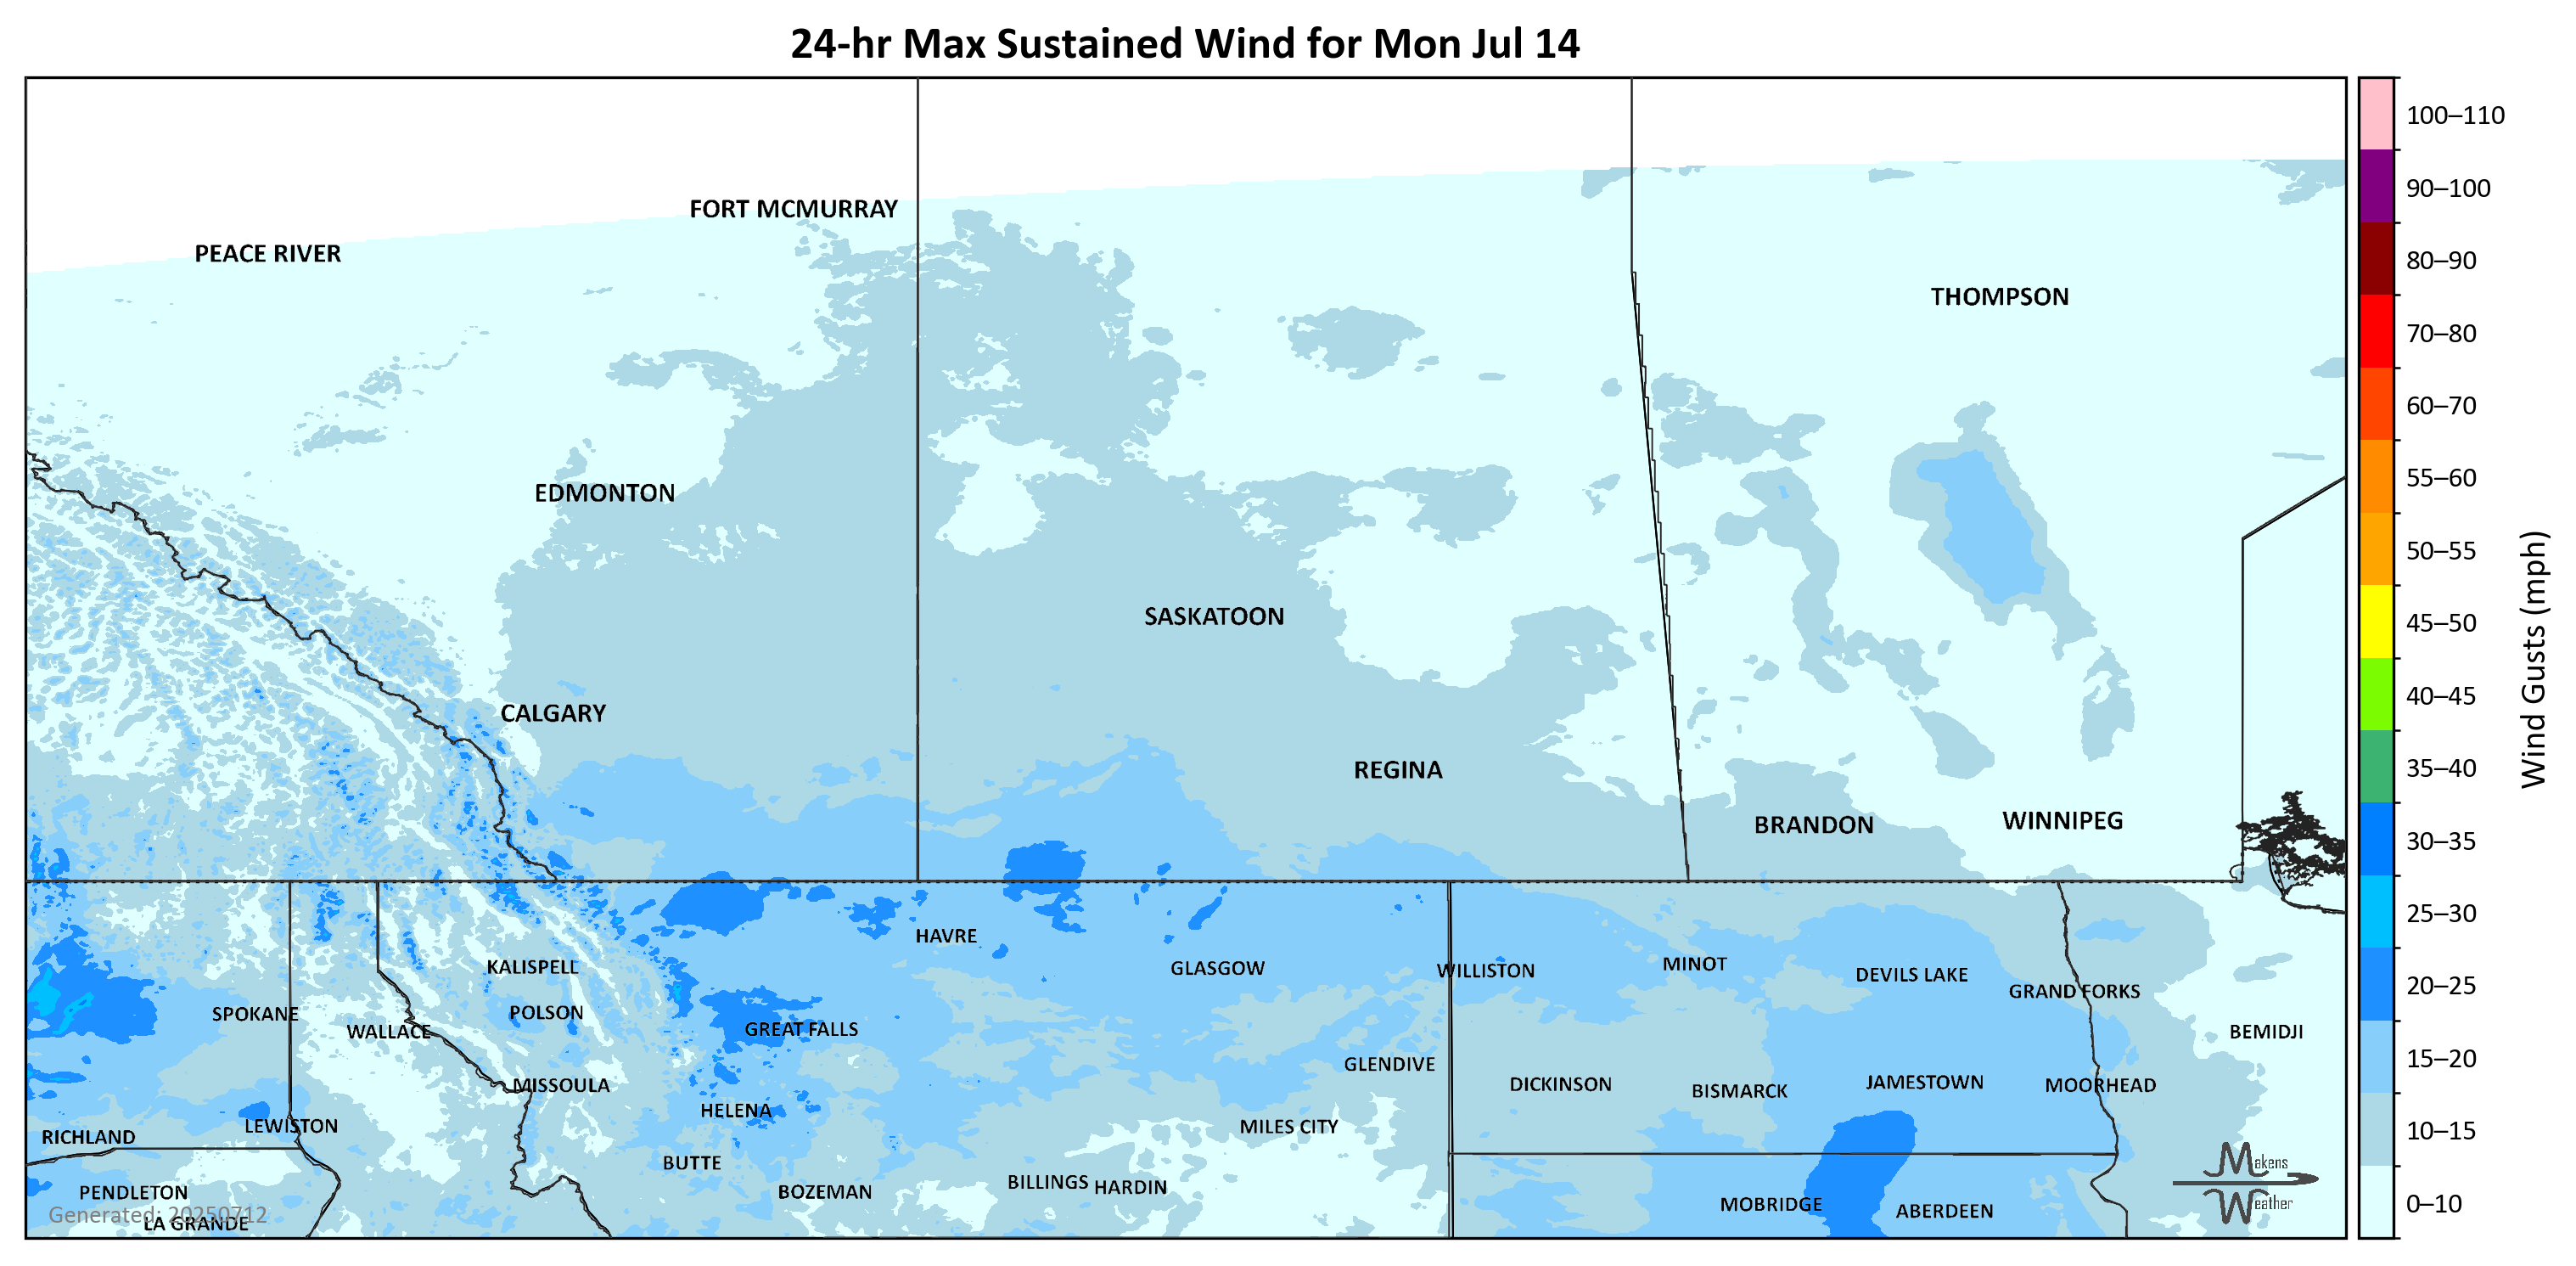 24-hr Max Sustained Wind for Mon Jul 14
100–110
90–100
80–90
70–80
60–70
55–60
50–55
45–50
40–45
35–40
30–35
25–30
20–25
15–20
10–15
0–10
Wind Gusts (mph)
FORT MCMURRAY
PEACE RIVER
THOMPSON
EDMONTON
SASKATOON
CALGARY
REGINA
BRANDON
WINNIPEG
HAVRE
KALISPELL
GLASGOW
WILLISTON
MINOT
DEVILS LAKE
GRAND FORKS
SPOKANE
POLSON
WALLACE
GREAT FALLS
BEMIDJI
GLENDIVE
MISSOULA
DICKINSON
BISMARCK
JAMESTOWN
MOORHEAD
HELENA
LEWISTON
MILES CITY
RICHLAND
BUTTE
BILLINGS
HARDIN
BOZEMAN
PENDLETON
MOBRIDGE
ABERDEEN
LA GRANDE
Generated: 20250712
Makens
Weather